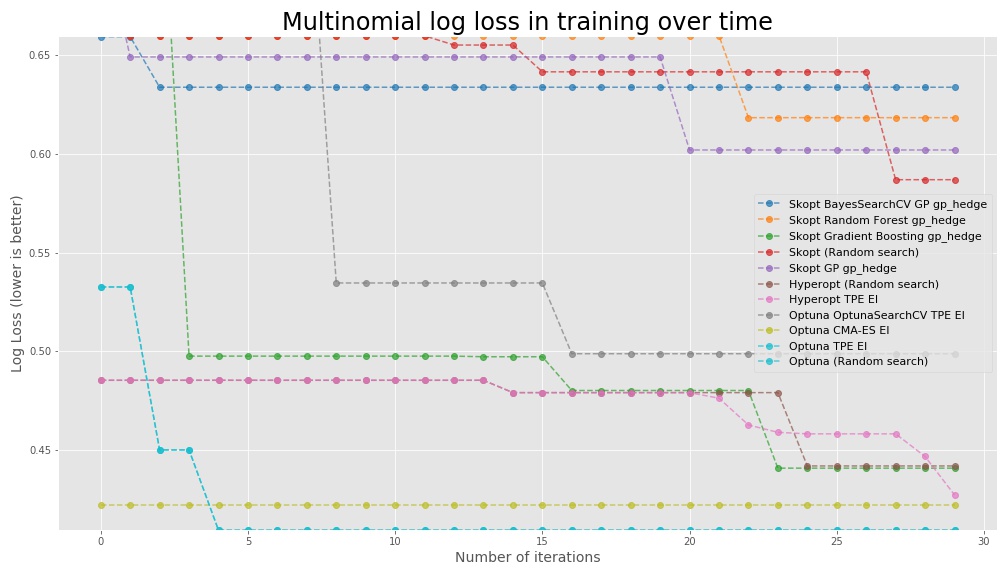 Multinomial log loss in training over time
Log Loss (lower is better)
0.65
0.60
0.55
0.50
0.45
Skopt BayesSearchCV GP gp_hedge
Skopt Random Forest gp_hedge
Skopt Gradient Boosting gp_hedge
Skopt (Random search)
Skopt GP gp_hedge
Hyperopt (Random search)
Hyperopt TPE EI
Optuna OptunaSearchCV TPE EI
Optuna CMA-ES EI
Optuna TPE EI
Optuna (Random search)
0
5
10
15
20
25
30
Number of iterations